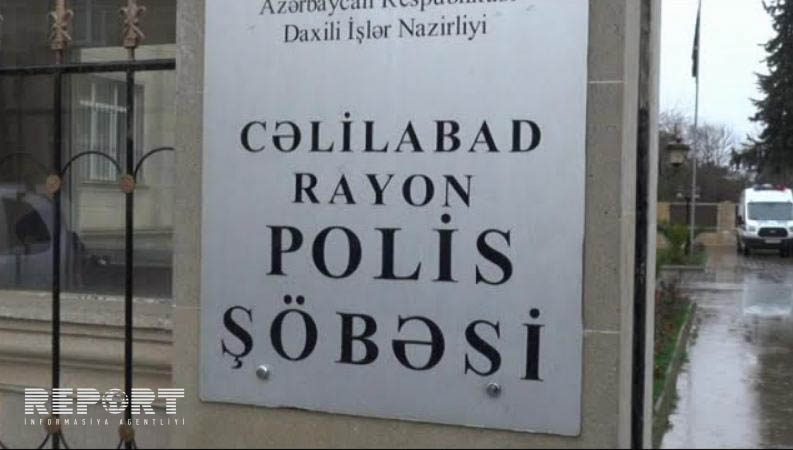 Azərbaycan Respublikası
Daxili İşlər Nazirliyi
CƏLİLABAD
RAYON
POLİS
ŞÖBƏSİ
REPORT
İNFORMASİYA AGENTLİYİ